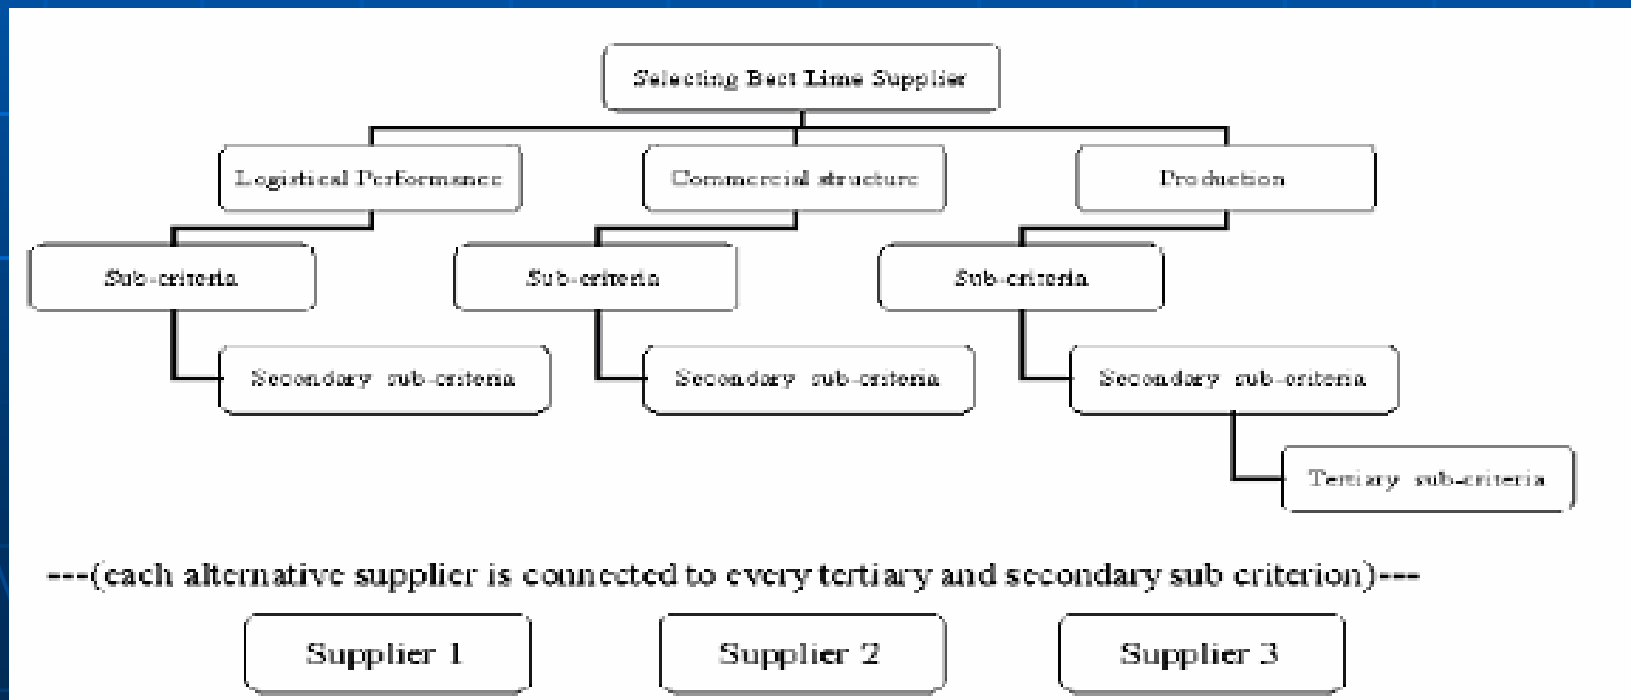 Selecting Best Lime Supplier
Logistical Performance
Commercial structure
Production
Sub-criteria
Sub-criteria
Sub-criteria
Secondary sub-criteria
Secondary sub-criteria
Secondary sub-criteria
Tertiary sub-criteria
---(each alternative supplier is connected to every tertiary and secondary sub criterion)---
Supplier 1
Supplier 2
Supplier 3